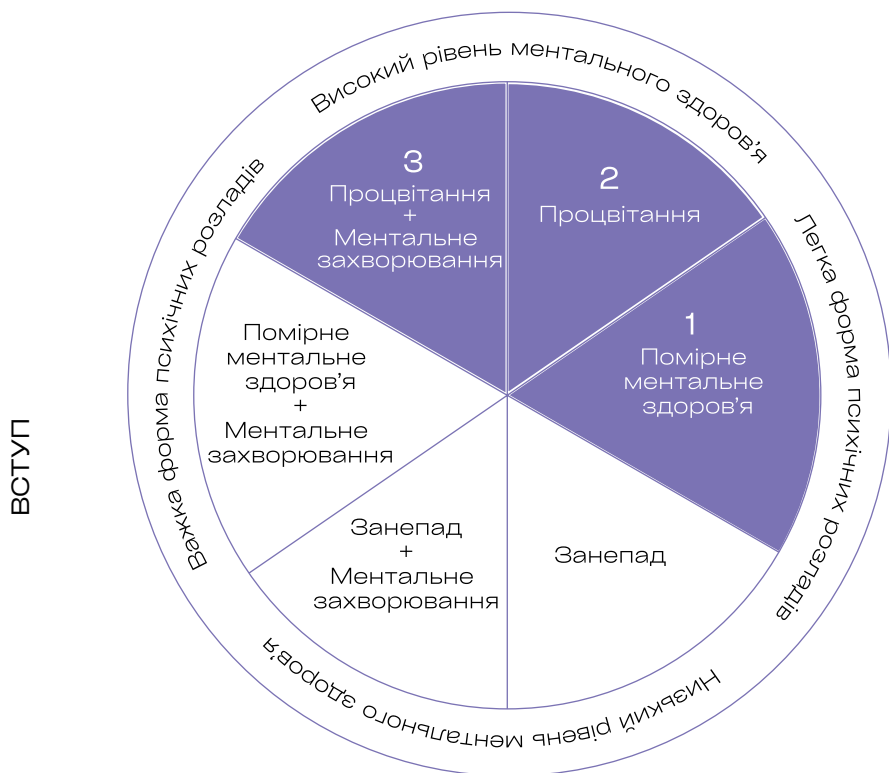 ВСТУП
Високий рівень ментального здоров’я
Легка форма психічних розладів
Низький рівень ментального здоров’я
Важка форма психічних розладів
3
Процвітання
+
Ментальне
захворювання
2
Процвітання
1
Помірне
ментальне
здоров’я
Помірне
ментальне
здоров’я
+
Ментальне
захворювання
Занепад
+
Ментальне
захворювання
Занепад